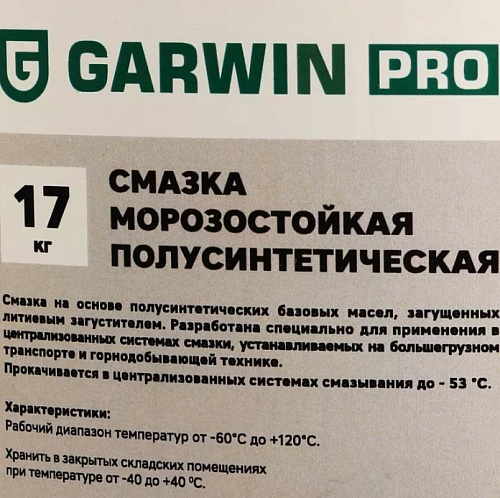 GARWIN PRO
17
кг
СМАЗКА
МОРОЗОСТОЙКАЯ
ПОЛУСИНТЕТИЧЕСКАЯ
Смазка на основе полусинтетических базовых масел, загущенных
литиевым загустителем. Разработана специально для применения в
централизованных системах смазки, устанавливаемых на большегрузном
транспорте и горнодобывающей технике.
Прокачивается в централизованных системах смазывания до - 53 °С.
Характеристики:
Рабочий диапазон температур от -60°С до +120°С.
Хранить в закрытых складских помещениях
при температуре от -40 до +40 °С.